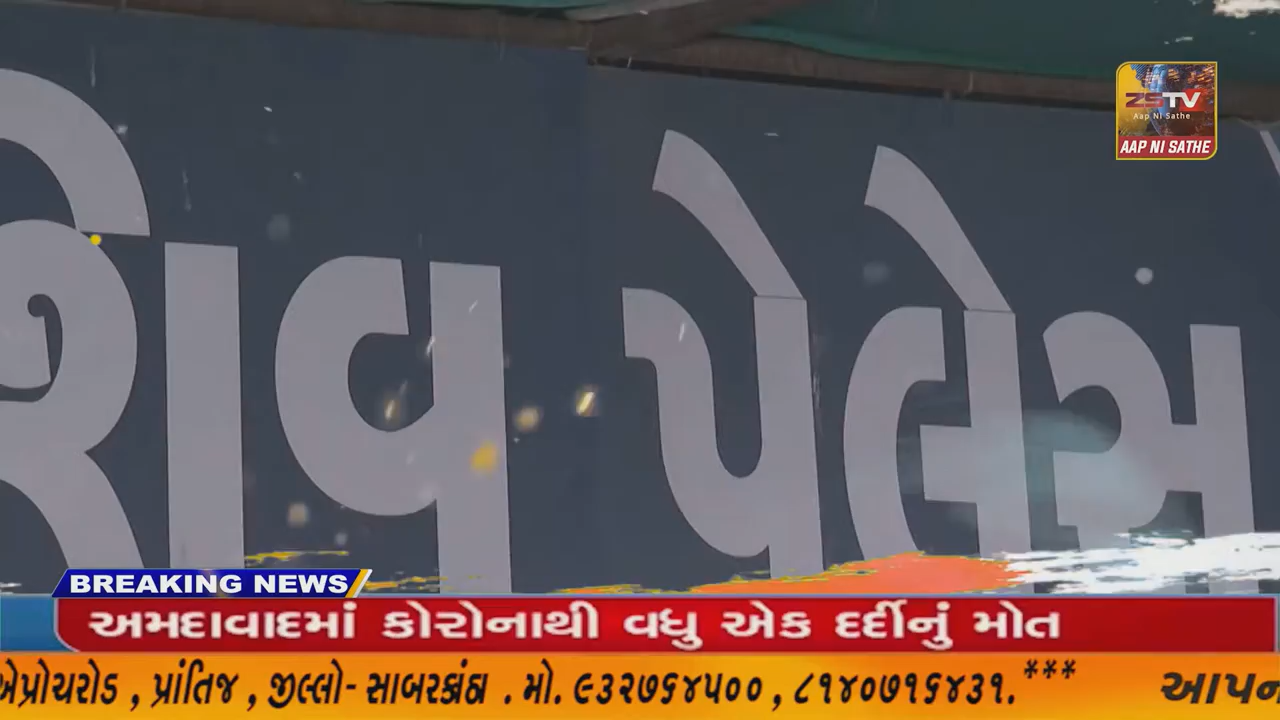 ZSTV
Aap Ni Sathe
AAP NI SATHE
શિવ પેલેસ
BREAKING NEWS
અમદાવાદમાં કોરોનાથી વધુ એક દર્દીનું મોત
એપ્રોચરોડ , પ્રાંતિજ , જીલ્લો- સાબરકાંઠા . મો. ૯૩૨૭૬૪૫૦૦ , ૮૧૪૦૭૧૬૪૩૧.*** આપન